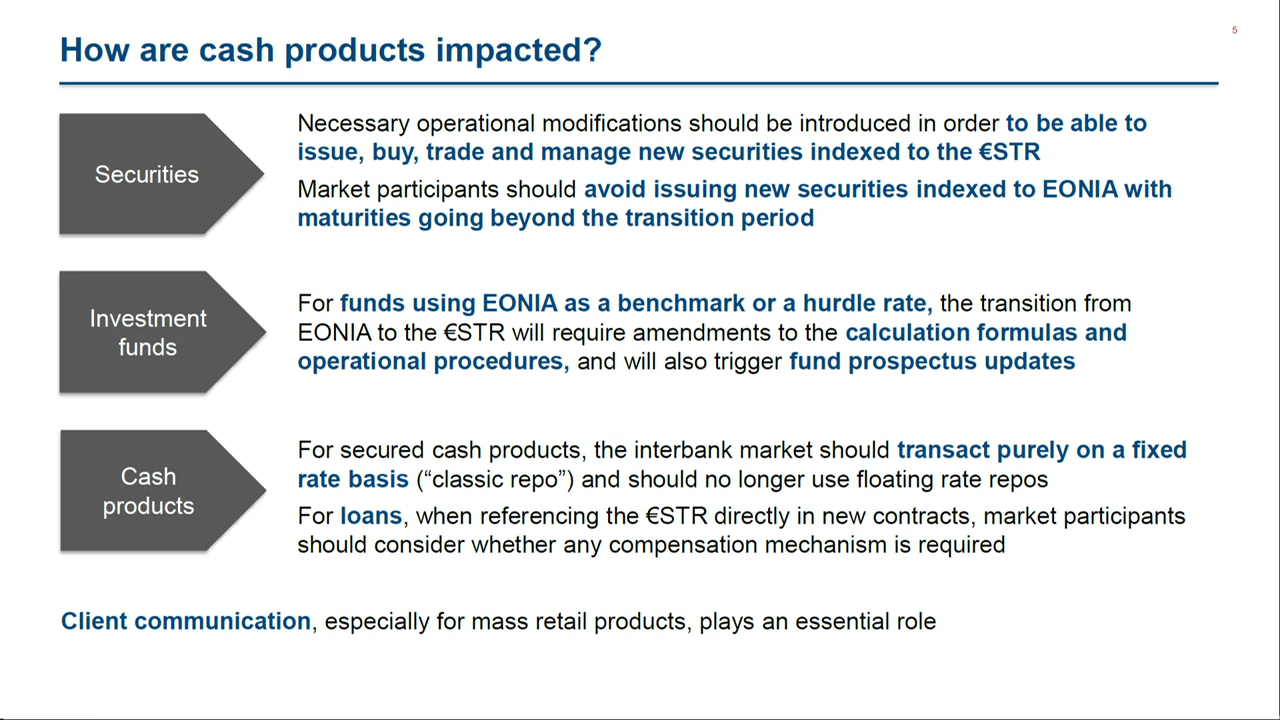 How are cash products impacted?
5
Securities
Necessary operational modifications should be introduced in order to be able to
issue, buy, trade and manage new securities indexed to the €STR
Market participants should avoid issuing new securities indexed to EONIA with
maturities going beyond the transition period
Investment
funds
For funds using EONIA as a benchmark or a hurdle rate, the transition from
EONIA to the €STR will require amendments to the calculation formulas and
operational procedures, and will also trigger fund prospectus updates
Cash
products
For secured cash products, the interbank market should transact purely on a fixed
rate basis (“classic repo”) and should no longer use floating rate repos
For loans, when referencing the €STR directly in new contracts, market participants
should consider whether any compensation mechanism is required
Client communication, especially for mass retail products, plays an essential role